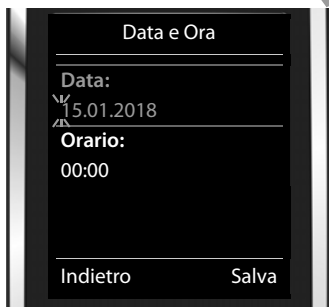 Data e Ora
Data:
15.01.2018
Orario:
00:00
Indietro Salva